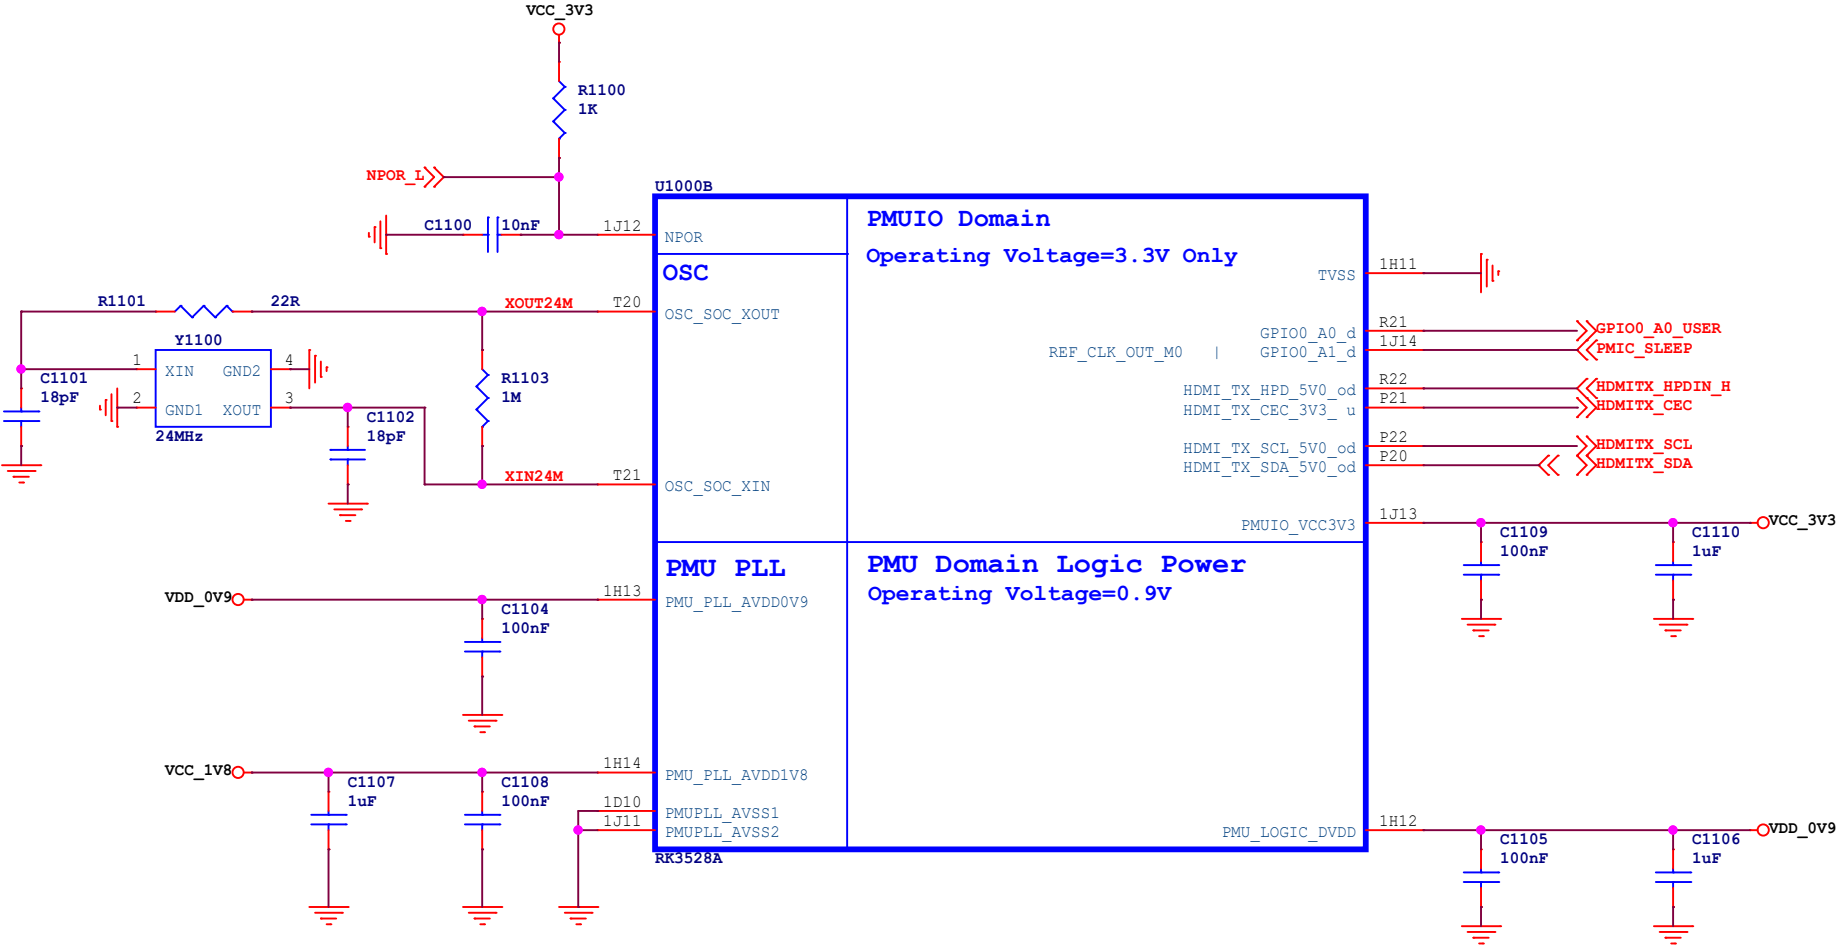 VCC_3V3
R1100
1K
NPOR_L
U1000B
C1100
10nF
1J12
NPOR
PMUIO Domain
Operating Voltage=3.3V Only
OSC
TVSS
1H11
R1101
22R
XOUT24M
T20
OSC_SOC_XOUT
Y1100
1
XIN
GND2
4
C1101
18pF
2
GND1
XOUT
3
24MHz
C1102
18pF
R1103
1M
XIN24M
T21
OSC_SOC_XIN
GPIO0_A0_d
R21
GPIO0_A0_USER
REF_CLK_OUT_M0 | GPIO0_A1_d
1J14
PMIC_SLEEP
HDMI_TX_HPD_5V0_od
R22
HDMITX_HPDIN_H
HDMI_TX_CEC_3V3_ u
P21
HDMITX_CEC
HDMI_TX_SCL_5V0_od
P22
HDMITX_SCL
HDMI_TX_SDA_5V0_od
P20
HDMITX_SDA
PMUIO_VCC3V3
1J13
VCC_3V3
C1109
100nF
C1110
1uF
PMU PLL
PMU Domain Logic Power
Operating Voltage=0.9V
VDD_0V9
1H13
PMU_PLL_AVDD0V9
C1104
100nF
VCC_1V8
1H14
PMU_PLL_AVDD1V8
C1107
1uF
C1108
100nF
1D10
PMUPLL_AVSS1
1J11
PMUPLL_AVSS2
PMU_LOGIC_DVDD
1H12
VDD_0V9
C1105
100nF
C1106
1uF
RK3528A